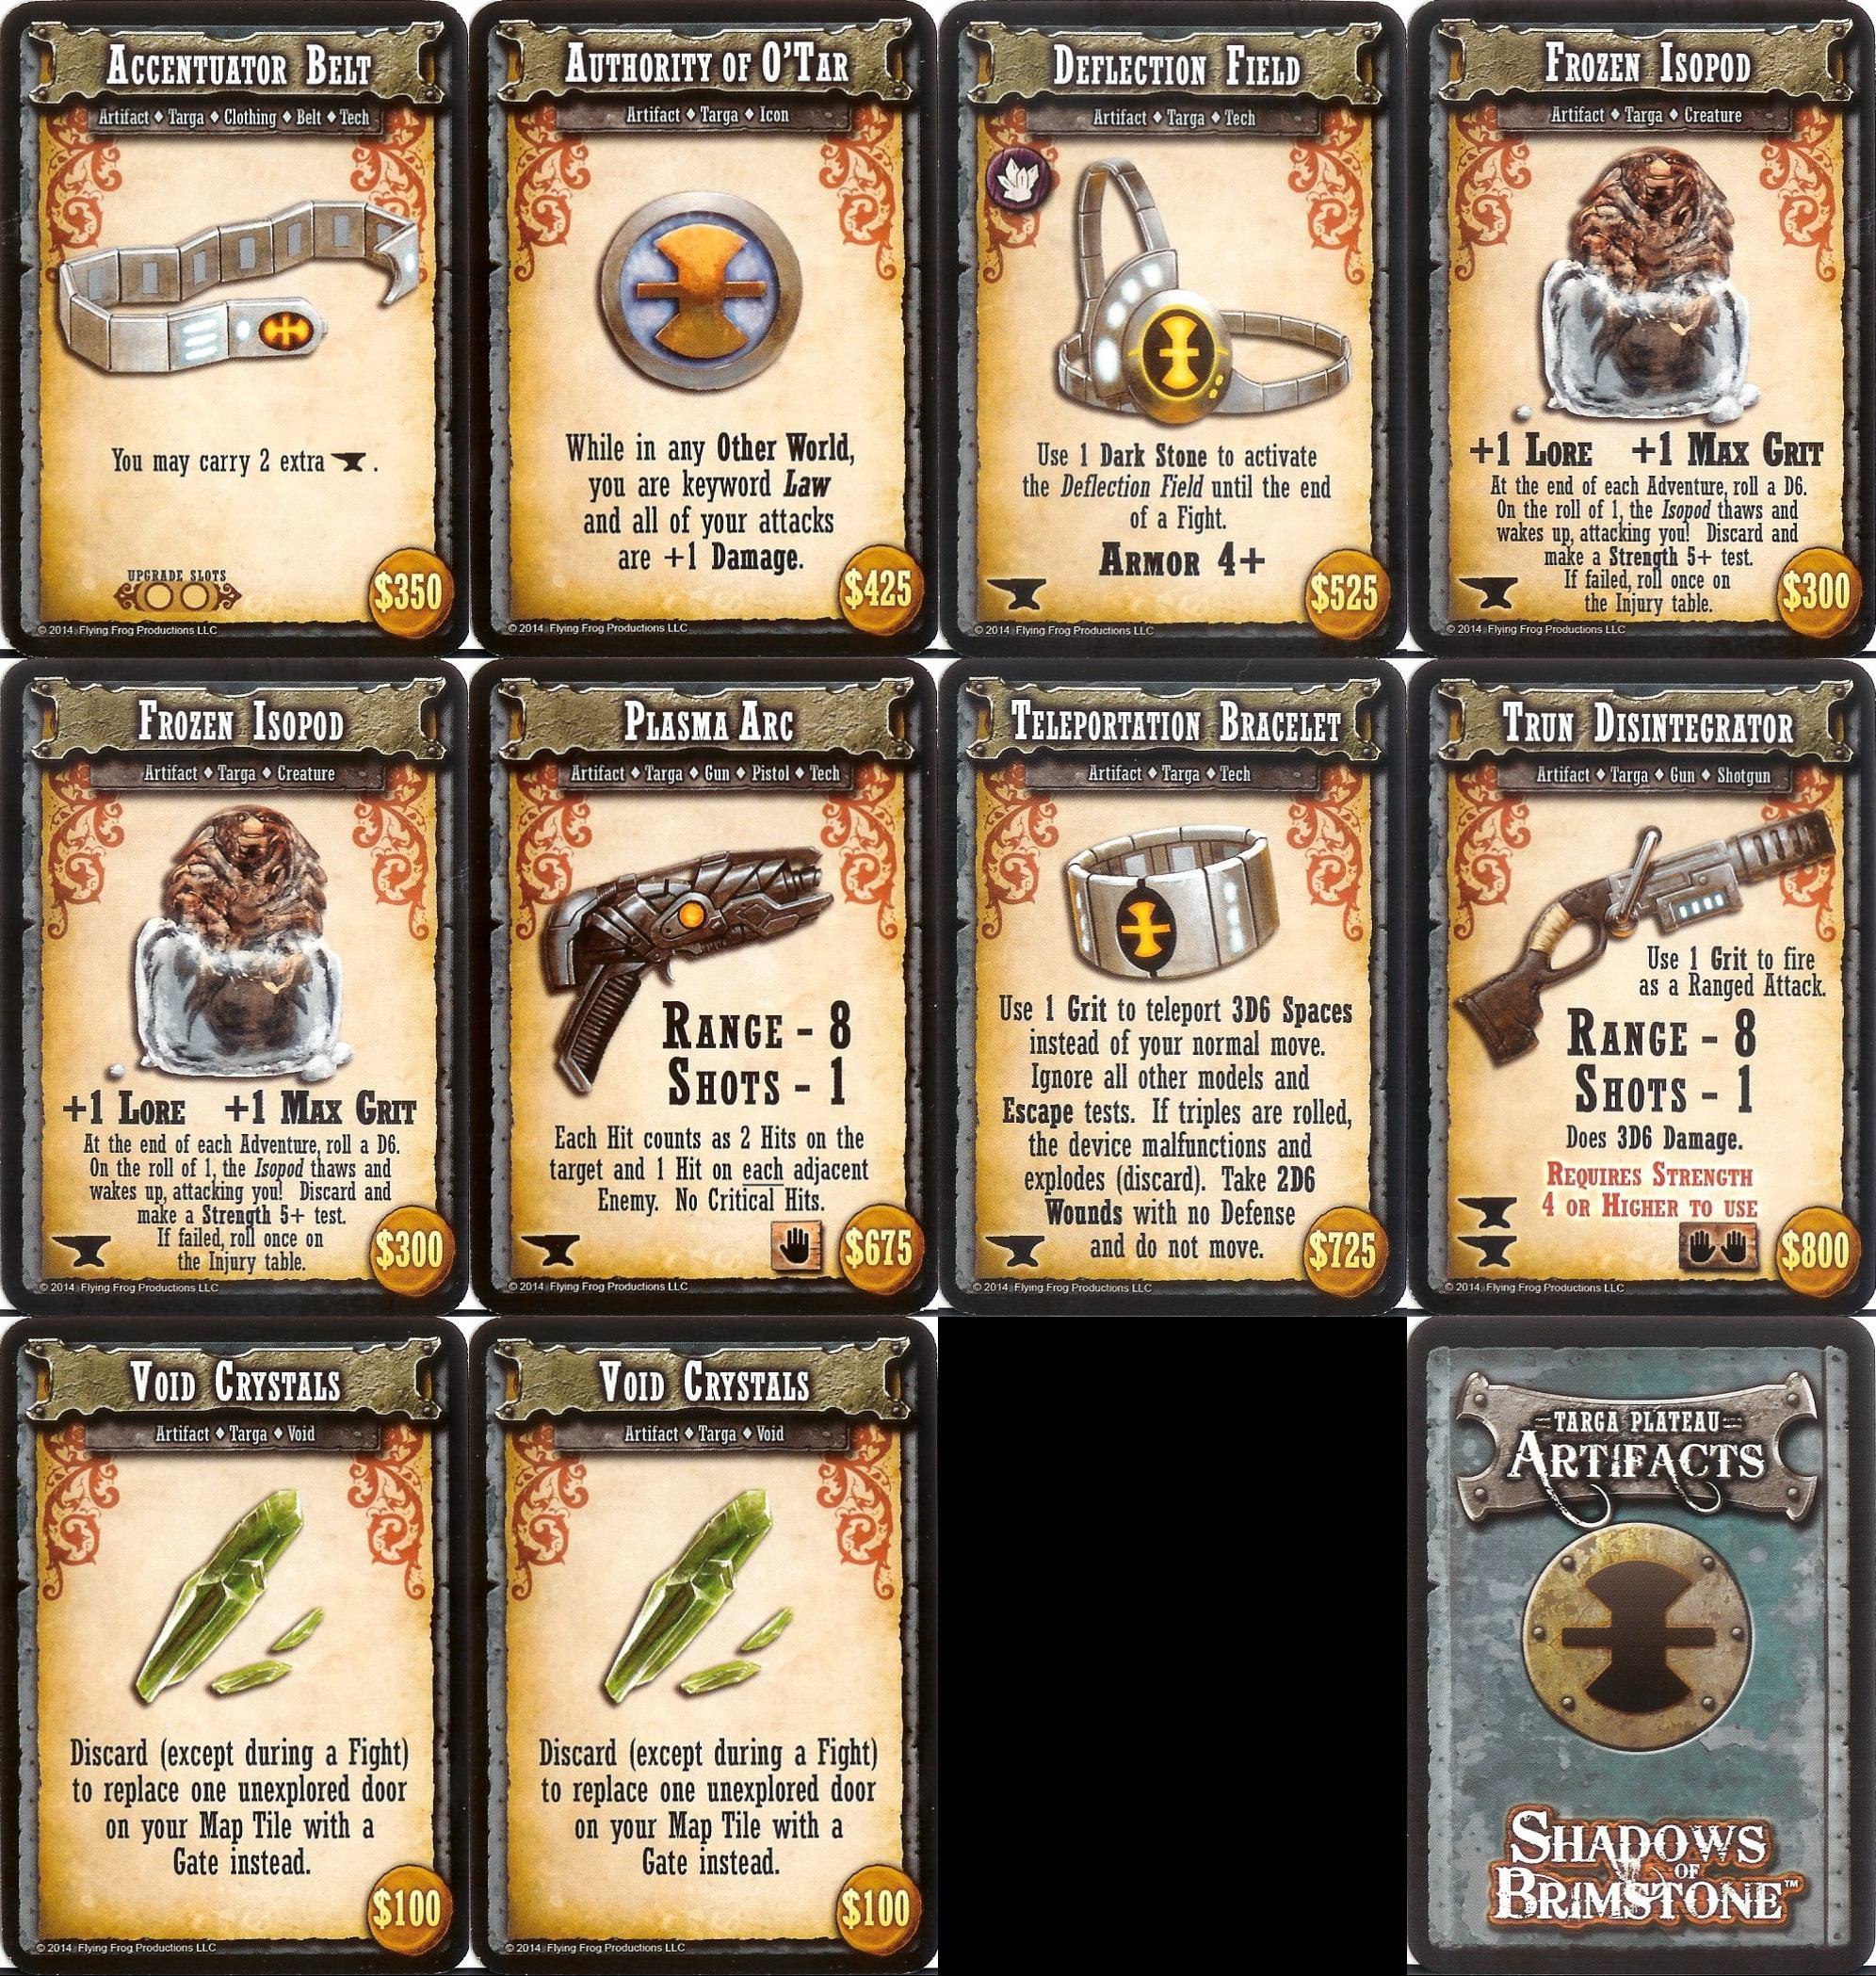 Accentuator Belt
Artifact ♦ Targa ♦ Clothing ♦ Belt ♦ Tech
You may carry 2 extra .
Upgrade Slots
$350
© 2014 Flying Frog Productions LLC
Authority of O'Tar
Artifact ♦ Targa ♦ Icon
While in any Other World,
you are keyword Law
and all of your attacks
are +1 Damage.
$425
© 2014 Flying Frog Productions LLC
Deflection Field
Artifact ♦ Targa ♦ Tech
Use 1 Dark Stone to activate
the Deflection Field until the end
of a Fight.
Armor 4+
$525
© 2014 Flying Frog Productions LLC
Frozen Isopod
Artifact ♦ Targa ♦ Creature
+1 Lore +1 Max Grit
At the end of each Adventure, roll a D6.
On the roll of 1, the Isopod thaws and
wakes up, attacking you! Discard and
make a Strength 5+ test.
If failed, roll once on
the Injury table.
$300
© 2014 Flying Frog Productions LLC
Frozen Isopod
Artifact ♦ Targa ♦ Creature
+1 Lore +1 Max Grit
At the end of each Adventure, roll a D6.
On the roll of 1, the Isopod thaws and
wakes up, attacking you! Discard and
make a Strength 5+ test.
If failed, roll once on
the Injury table.
$300
© 2014 Flying Frog Productions LLC
Plasma Arc
Artifact ♦ Targa ♦ Gun ♦ Pistol ♦ Tech
Range - 8
Shots - 1
Each Hit counts as 2 Hits on the
target and 1 Hit on each adjacent
Enemy. No Critical Hits.
$675
© 2014 Flying Frog Productions LLC
Teleportation Bracelet
Artifact ♦ Targa ♦ Tech
Use 1 Grit to teleport 3D6 Spaces
instead of your normal move.
Ignore all other models and
Escape tests. If triples are rolled,
the device malfunctions and
explodes (discard). Take 2D6
Wounds with no Defense
and do not move.
$725
© 2014 Flying Frog Productions LLC
Trun Disintegrator
Artifact ♦ Targa ♦ Gun ♦ Shotgun
Use 1 Grit to fire
as a Ranged Attack.
Range - 8
Shots - 1
Does 3D6 Damage.
Requires Strength
4 or Higher to use
$800
© 2014 Flying Frog Productions LLC
Void Crystals
Artifact ♦ Targa ♦ Void
Discard (except during a Fight)
to replace one unexplored door
on your Map Tile with a
Gate instead.
$100
© 2014 Flying Frog Productions LLC
Void Crystals
Artifact ♦ Targa ♦ Void
Discard (except during a Fight)
to replace one unexplored door
on your Map Tile with a
Gate instead.
$100
© 2014 Flying Frog Productions LLC
Targa Plateau
Artifacts
Shadows
of
Brimstone™